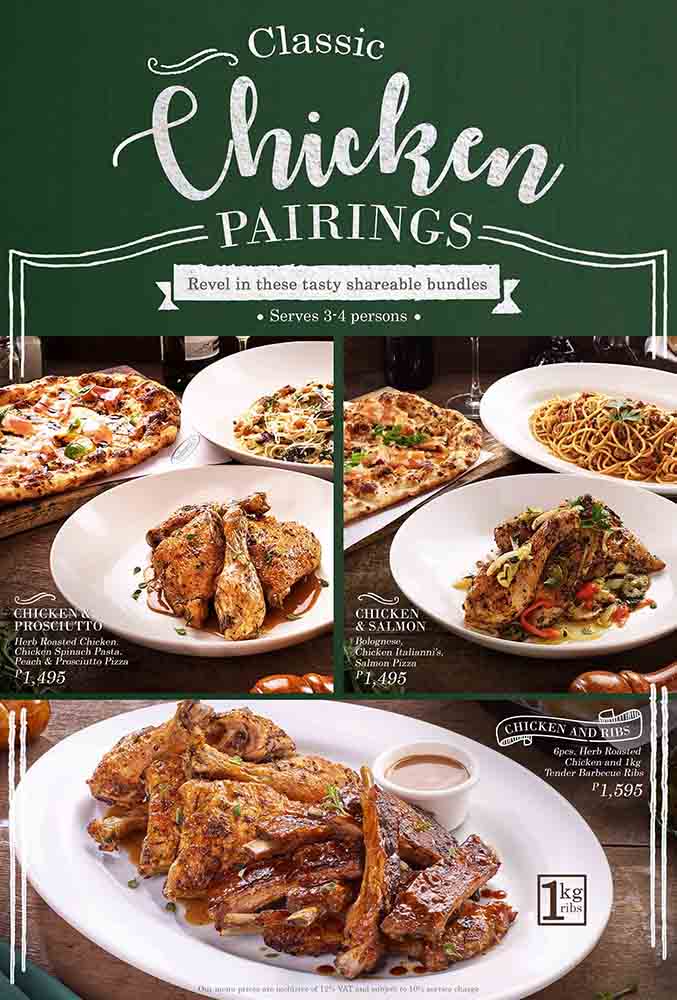 Classic
Chicken
PAIRINGS
Revel in these tasty shareable bundles
• Serves 3-4 persons •
CHICKEN &
PROSCIUTTO
Herb Roasted Chicken,
Chicken Spinach Pasta,
Peach & Prosciutto Pizza
₱1,495
CHICKEN
& SALMON
Bolognese,
Chicken Italianni's,
Salmon Pizza
₱1,495
CHICKEN AND RIBS
6pcs. Herb Roasted
Chicken and 1kg
Tender Barbecue Ribs
₱1,595
1kg
ribs
Our menu prices are inclusive of 12% VAT and subject to 10% service charge